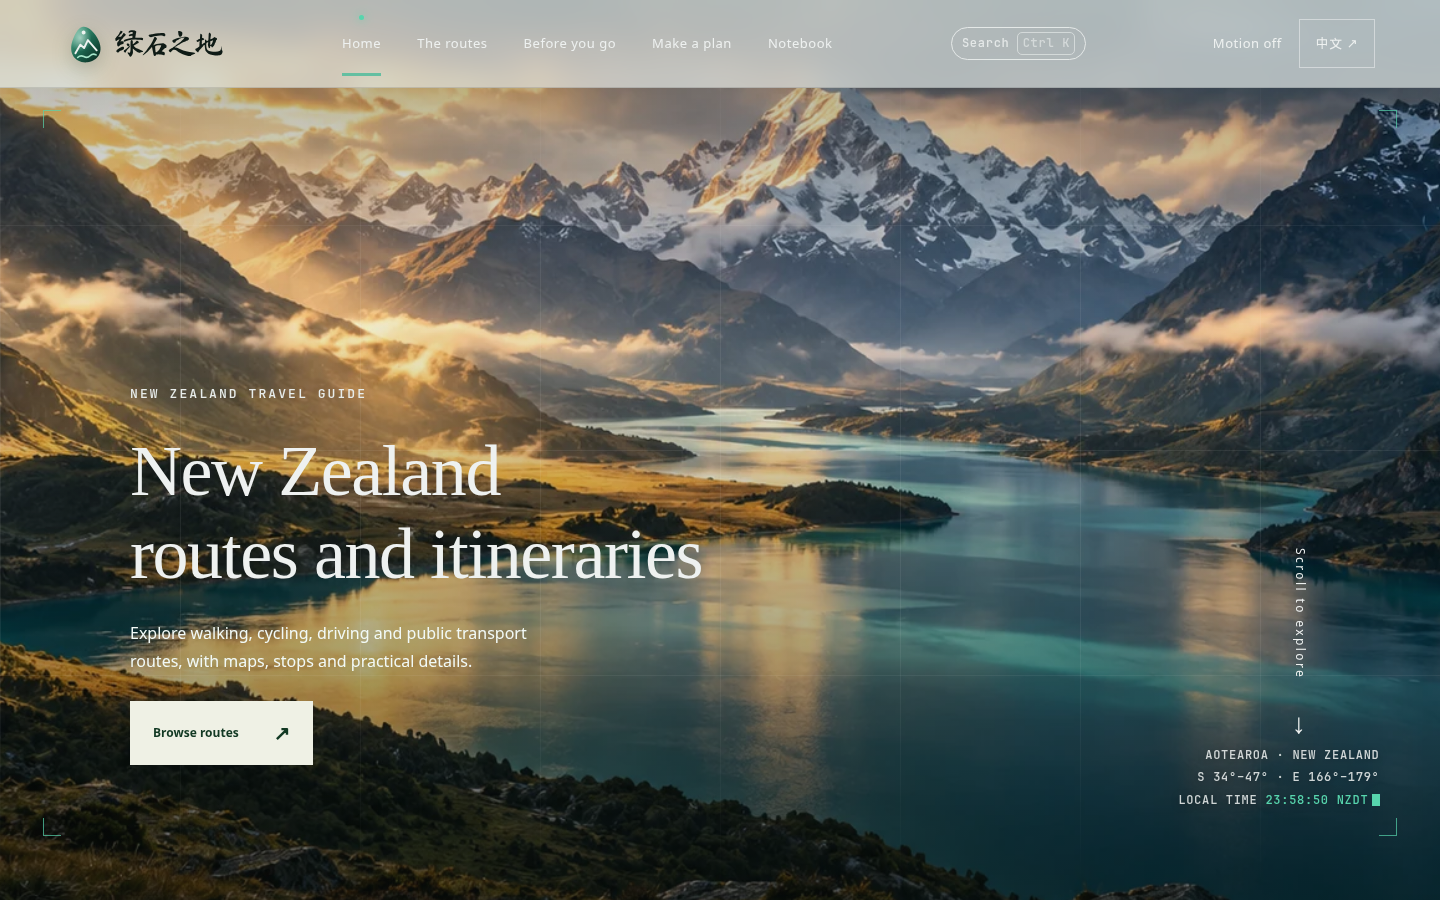 绿石之地
Home
The routes
Before you go
Make a plan
Notebook
Search Ctrl K
Motion off
中文 ↗
NEW ZEALAND TRAVEL GUIDE
New Zealand
routes and itineraries
Explore walking, cycling, driving and public transport
routes, with maps, stops and practical details.
Browse routes ↗
Scroll to explore
↓
AOTEAROA · NEW ZEALAND
S 34°–47° · E 166°–179°
LOCAL TIME 23:58:50 NZDT